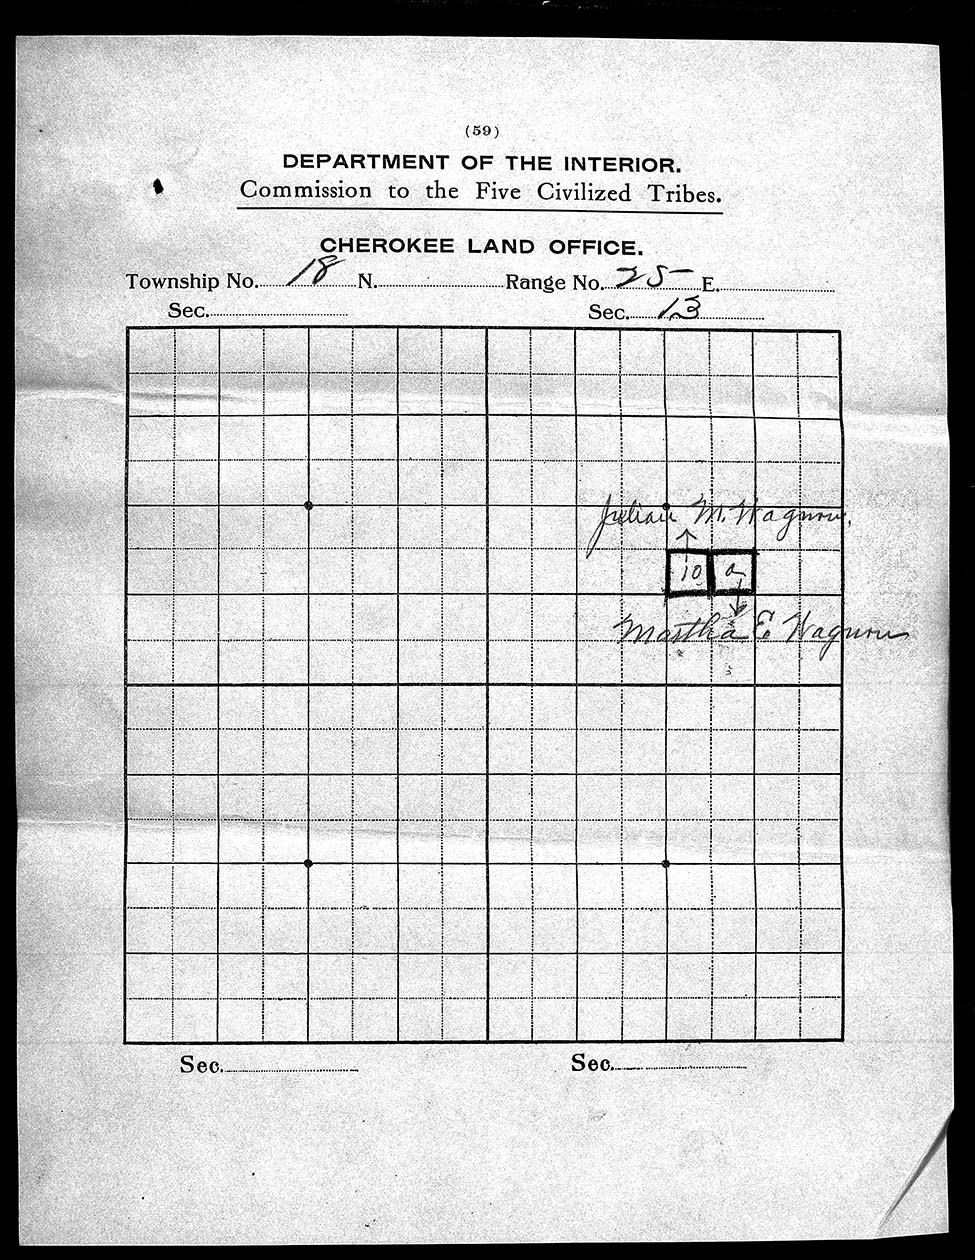 (59)
DEPARTMENT OF THE INTERIOR.
Commission to the Five Civilized Tribes.
CHEROKEE LAND OFFICE.
Township No. 18 N. Range No. 25 E.
Sec. Sec. 13
Julian M. Wagnon.
10 a
Martha E. Wagnon
Sec. Sec.